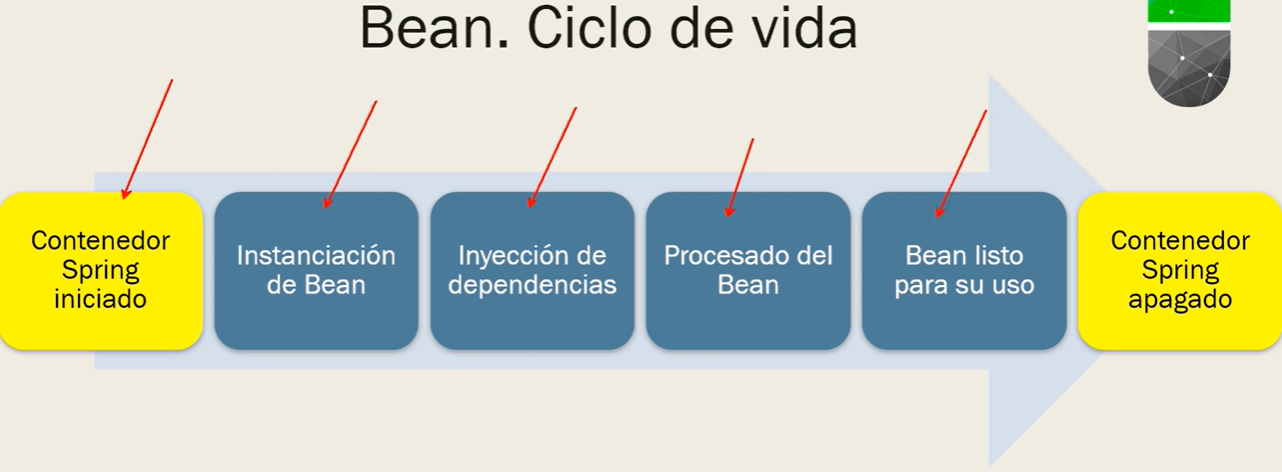 Bean. Ciclo de vida
Contenedor
Spring
iniciado
Instanciación
de Bean
Inyección de
dependencias
Procesado del
Bean
Bean listo
para su uso
Contenedor
Spring
apagado